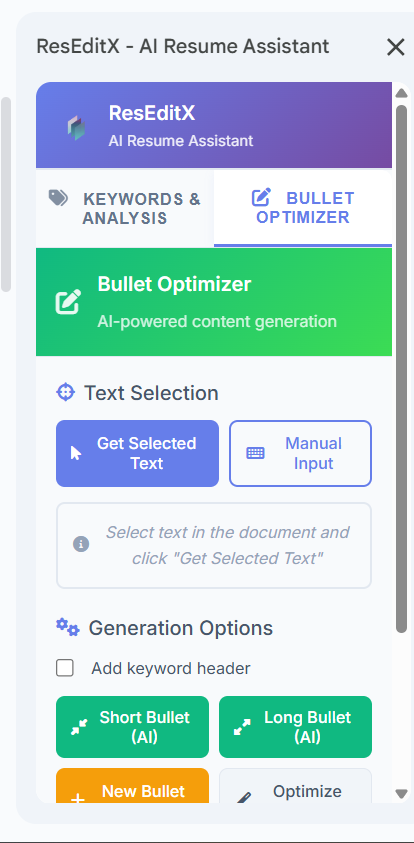 ResEditX - AI Resume Assistant
ResEditX
AI Resume Assistant
KEYWORDS &
ANALYSIS
BULLET
OPTIMIZER
Bullet Optimizer
AI-powered content generation
Text Selection
Get Selected
Text
Manual
Input
Select text in the document and
click "Get Selected Text"
Generation Options
Add keyword header
Short Bullet
(AI)
Long Bullet
(AI)
New Bullet
Optimize